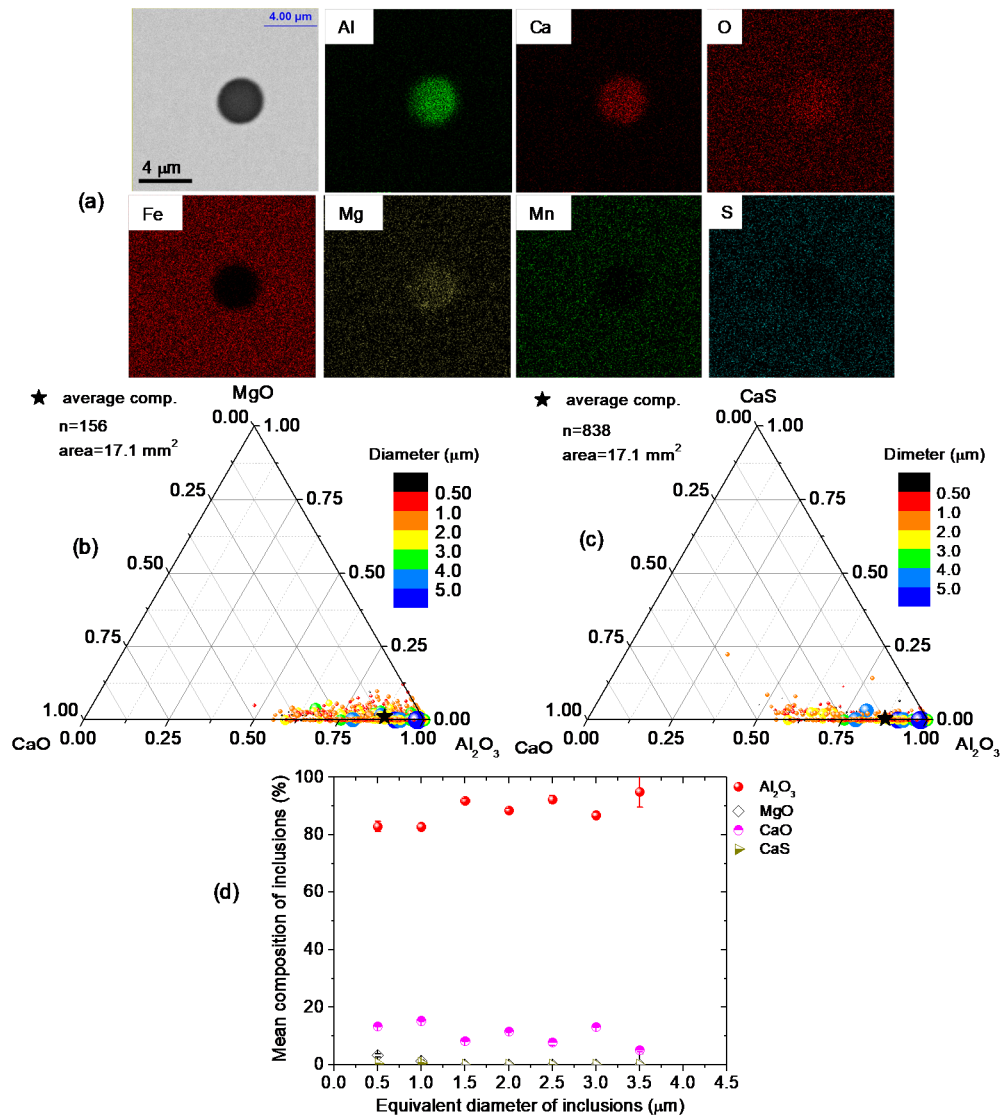 4.00 µm
4 µm
Al
Ca
O
(a)
Fe
Mg
Mn
S
MgO
★ average comp.
n=156
area=17.1 mm²
0.00
1.00
Diameter (µm)
0.50
1.0
2.0
3.0
4.0
5.0
0.25
0.75
(b)
0.50
0.50
0.75
0.25
1.00
0.00
CaO
0.00
0.25
0.50
0.75
1.00
Al₂O₃
CaS
★ average comp.
n=838
area=17.1 mm²
0.00
1.00
Dimeter (µm)
0.50
1.0
2.0
3.0
4.0
5.0
0.25
0.75
(c)
0.50
0.50
0.75
0.25
1.00
0.00
CaO
0.00
0.25
0.50
0.75
1.00
Al₂O₃
(d)
Mean composition of inclusions (%)
100
80
60
40
20
0
0.0 0.5 1.0 1.5 2.0 2.5 3.0 3.5 4.0 4.5
Equivalent diameter of inclusions (µm)
Al₂O₃
MgO
CaO
CaS